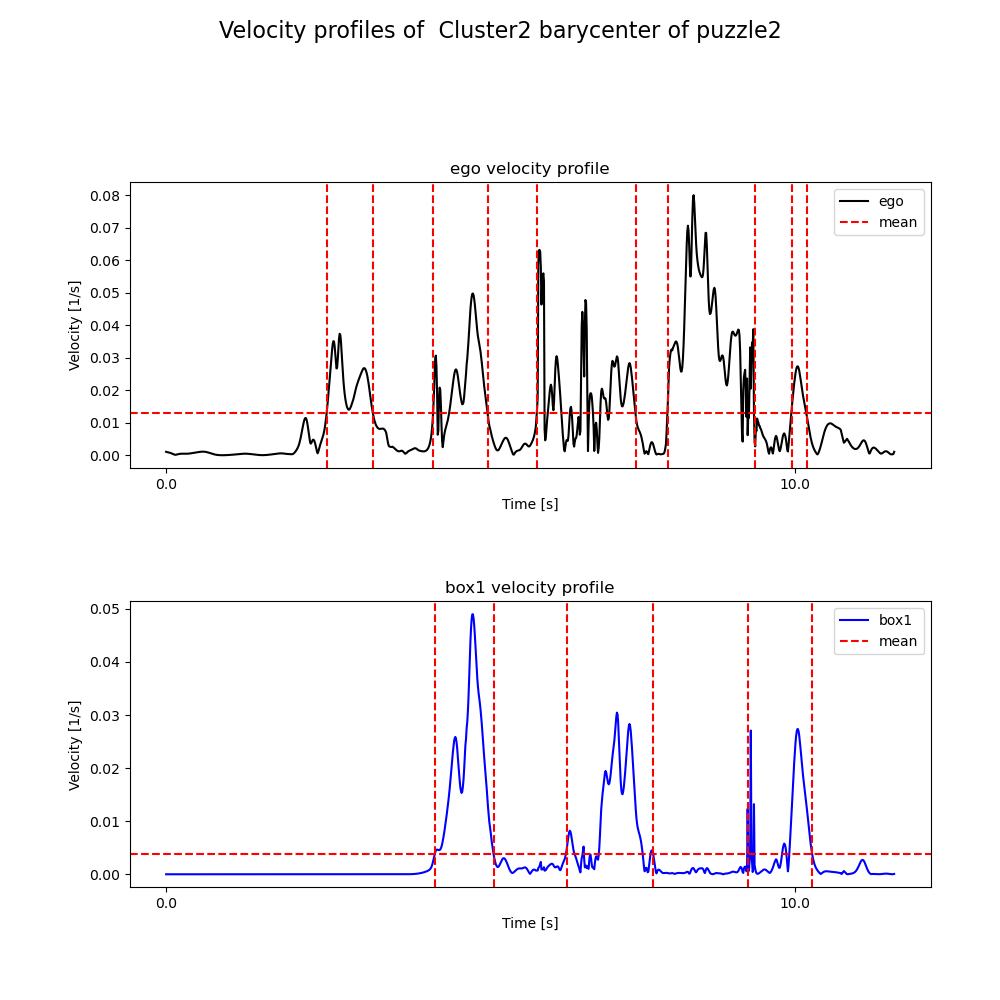 Velocity profiles of  Cluster2 barycenter of puzzle2
ego velocity profile
0.08
0.07
0.06
0.05
0.04
0.03
0.02
0.01
0.00
Velocity [1/s]
ego
mean
0.0
10.0
Time [s]
box1 velocity profile
0.05
0.04
0.03
0.02
0.01
0.00
Velocity [1/s]
box1
mean
0.0
10.0
Time [s]